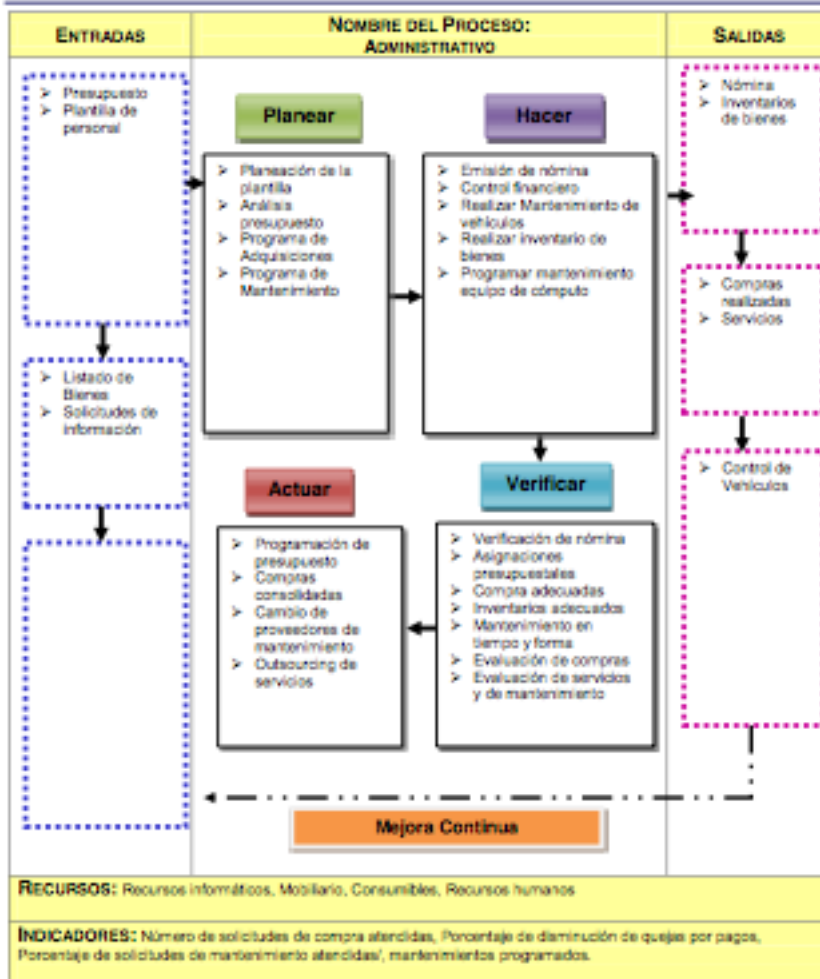 ENTRADAS
NOMBRE DEL PROCESO:
ADMINISTRATIVO
SALIDAS
➢ Presupuesto
➢ Plantilla de
personal
➢ Listado de
Bienes
➢ Solicitudes de
información
Planear
➢ Planeación de la
plantilla
➢ Análisis
presupuesto
➢ Programa de
Adquisiciones
➢ Programa de
Mantenimiento
Hacer
➢ Emisión de nómina
➢ Control financiero
➢ Realizar Mantenimiento de
vehículos
➢ Realizar inventario de
bienes
➢ Programar mantenimiento
equipo de cómputo
Verificar
➢ Verificación de nómina
➢ Asignaciones
presupuestales
➢ Compra adecuadas
➢ Inventarios adecuados
➢ Mantenimiento en
tiempo y forma
➢ Evaluación de compras
➢ Evaluación de servicios
y de mantenimiento
Actuar
➢ Programación de
presupuesto
➢ Compras
consolidadas
➢ Cambio de
proveedores de
mantenimiento
➢ Outsourcing de
servicios
➢ Nómina
➢ Inventarios
de bienes
➢ Compras
realizadas
➢ Servicios
➢ Control de
Vehículos
Mejora Continua
RECURSOS: Recursos informáticos, Mobiliario, Consumibles, Recursos humanos
INDICADORES: Número de solicitudes de compra atendidas, Porcentaje de disminución de quejas por pagos,
Porcentaje de solicitudes de mantenimiento atendidas/, mantenimientos programados.